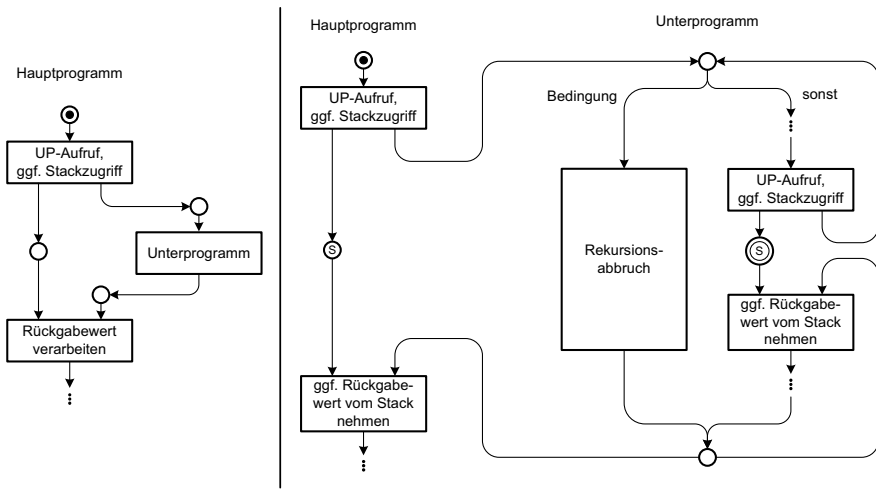 Hauptprogramm
UP-Aufruf,
ggf. Stackzugriff
Unterprogramm
Rückgabewert
verarbeiten
Hauptprogramm
UP-Aufruf,
ggf. Stackzugriff
S
ggf. Rückgabe-
wert vom Stack
nehmen
Unterprogramm
Bedingung
sonst
Rekursions-
abbruch
UP-Aufruf,
ggf. Stackzugriff
S
ggf. Rückgabe-
wert vom Stack
nehmen